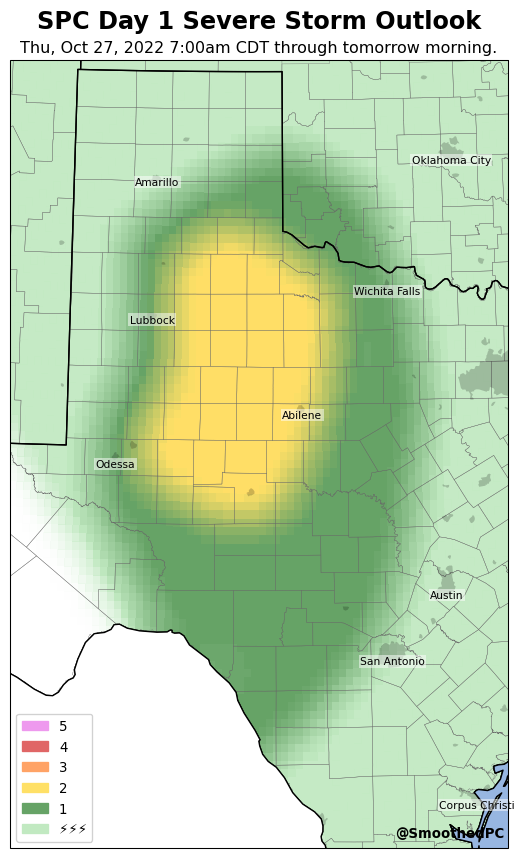 SPC Day 1 Severe Storm Outlook
Thu, Oct 27, 2022 7:00am CDT through tomorrow morning.
Oklahoma City
Amarillo
Wichita Falls
Lubbock
Abilene
Odessa
Austin
San Antonio
5
4
3
2
1
⚡⚡⚡
Corpus Christi
@SmoothedPC